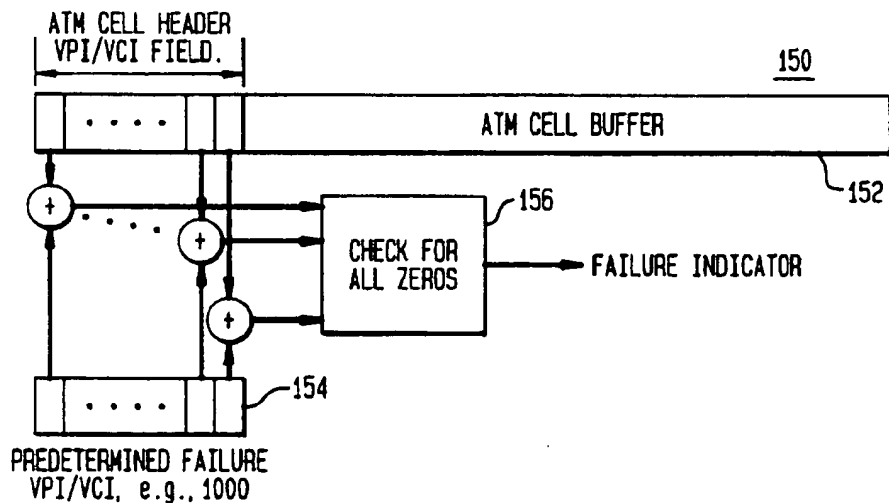 ATM CELL HEADER
VPI/VCI FIELD.
150
ATM CELL BUFFER
152
+
+
+
156
CHECK FOR
ALL ZEROS
FAILURE INDICATOR
154
PREDETERMINED FAILURE
VPI/VCI, e.g., 1000